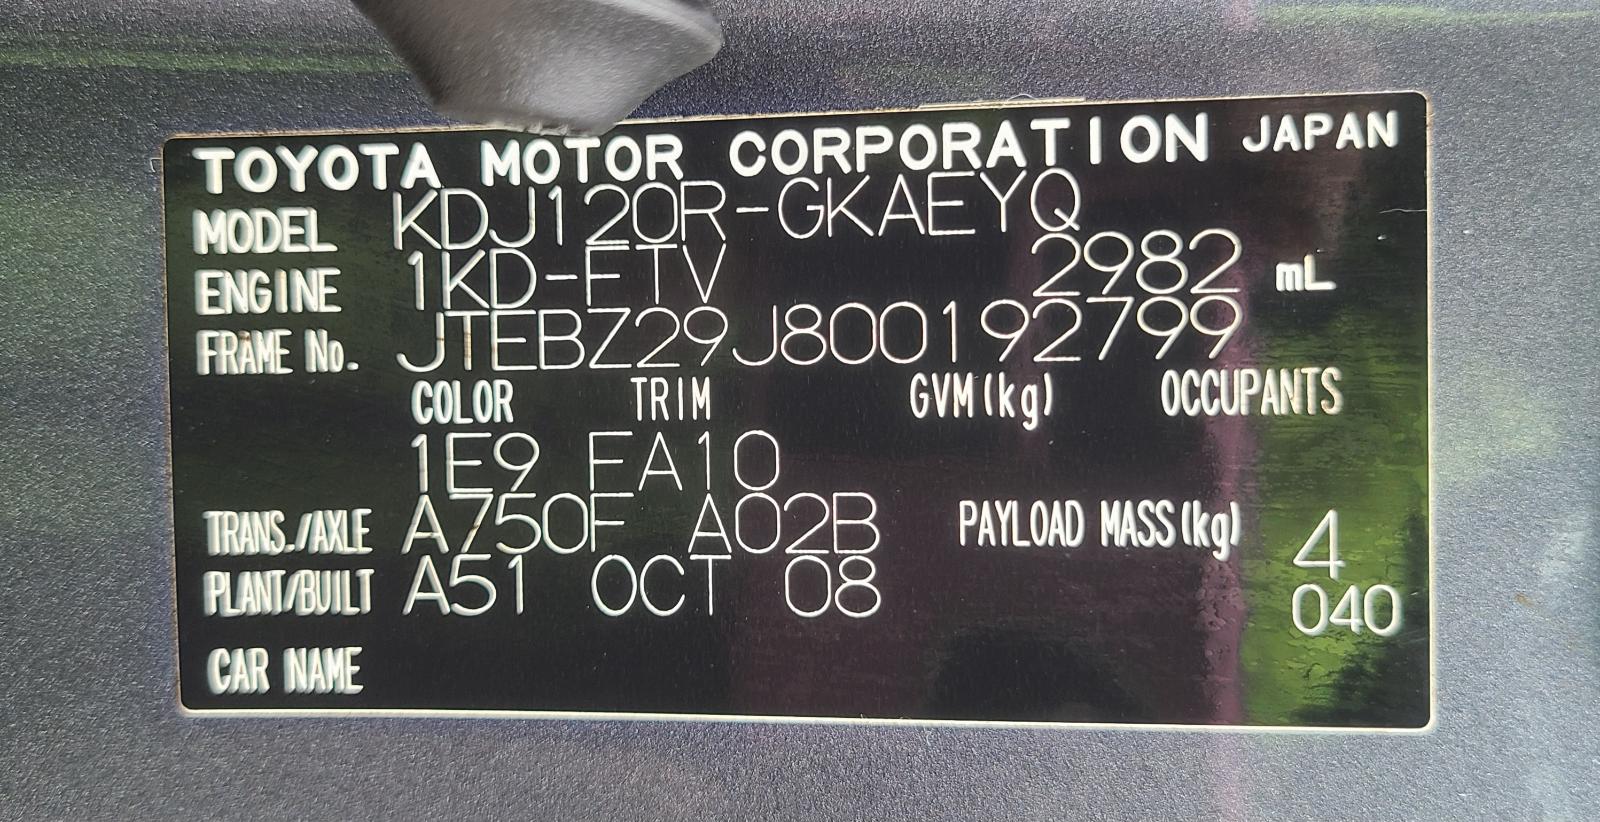 TOYOTA MOTOR CORPORATION JAPAN
MODEL KDJ120R-GKAEYQ
ENGINE 1KD-FTV 2982 mL
FRAME No. JTEBZ29J800192799
COLOR TRIM GVM(kg) OCCUPANTS
1E9 FA10
TRANS./AXLE A750F A02B PAYLOAD MASS(kg) 4
PLANT/BUILT A51 OCT 08 040
CAR NAME